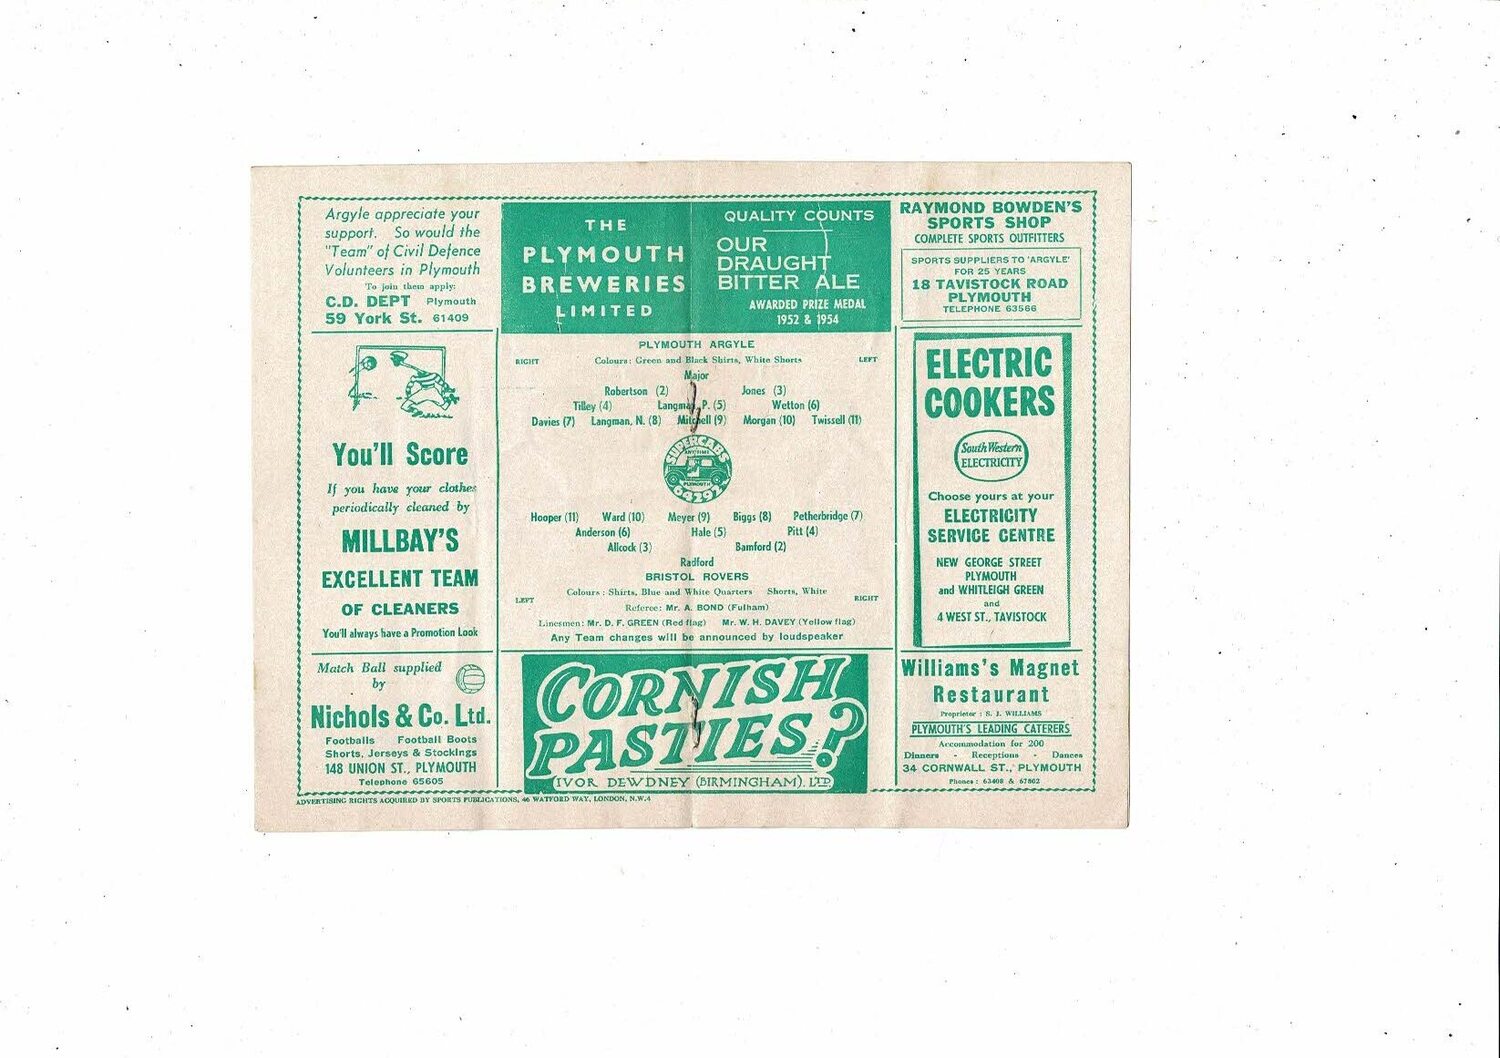 Argyle appreciate your
support. So would the
"Team" of Civil Defence
Volunteers in Plymouth
To join them apply:
C.D. DEPT Plymouth
59 York St. 61409
You'll Score
If you have your clothes
periodically cleaned by
MILLBAY'S
EXCELLENT TEAM
OF CLEANERS
You'll always have a Promotion Look
Match Ball supplied
by
Nichols & Co. Ltd.
Footballs Football Boots
Shorts, Jerseys & Stockings
148 UNION ST., PLYMOUTH
Telephone 65605
ADVERTISING RIGHTS ACQUIRED BY SPORTS PUBLICATIONS, 46 WATFORD WAY, LONDON, N.W.4
THE
PLYMOUTH
BREWERIES
LIMITED
QUALITY COUNTS
OUR
DRAUGHT
BITTER ALE
AWARDED PRIZE MEDAL
1952 & 1954
PLYMOUTH ARGYLE
RIGHT Colours: Green and Black Shirts, White Shorts LEFT
Major
Robertson (2) Jones (3)
Tilley (4) Langman, P. (5) Wetton (6)
Davies (7) Langman, N. (8) Mitchell (9) Morgan (10) Twissell (11)
SUPERCABS
ANYTIME
PLYMOUTH
64292
Hooper (11) Ward (10) Meyer (9) Biggs (8) Petherbridge (7)
Anderson (6) Hale (5) Pitt (4)
Allcock (3) Bamford (2)
Radford
BRISTOL ROVERS
LEFT Colours : Shirts, Blue and White Quarters Shorts, White RIGHT
Referee: Mr. A. BOND (Fulham)
Linesmen: Mr. D. F. GREEN (Red flag) Mr. W. H. DAVEY (Yellow flag)
Any Team changes will be announced by loudspeaker
CORNISH
PASTIES?
IVOR DEWDNEY (BIRMINGHAM). LTD.
RAYMOND BOWDEN'S
SPORTS SHOP
COMPLETE SPORTS OUTFITTERS
SPORTS SUPPLIERS TO 'ARGYLE'
FOR 25 YEARS
18 TAVISTOCK ROAD
PLYMOUTH
TELEPHONE 63566
ELECTRIC
COOKERS
South Western
ELECTRICITY
Choose yours at your
ELECTRICITY
SERVICE CENTRE
NEW GEORGE STREET
PLYMOUTH
and WHITLEIGH GREEN
and
4 WEST ST., TAVISTOCK
Williams's Magnet
Restaurant
Proprietor : S. J. WILLIAMS
PLYMOUTH'S LEADING CATERERS
Accommodation for 200
Dinners - Receptions - Dances
34 CORNWALL ST., PLYMOUTH
Phones : 63408 & 67862